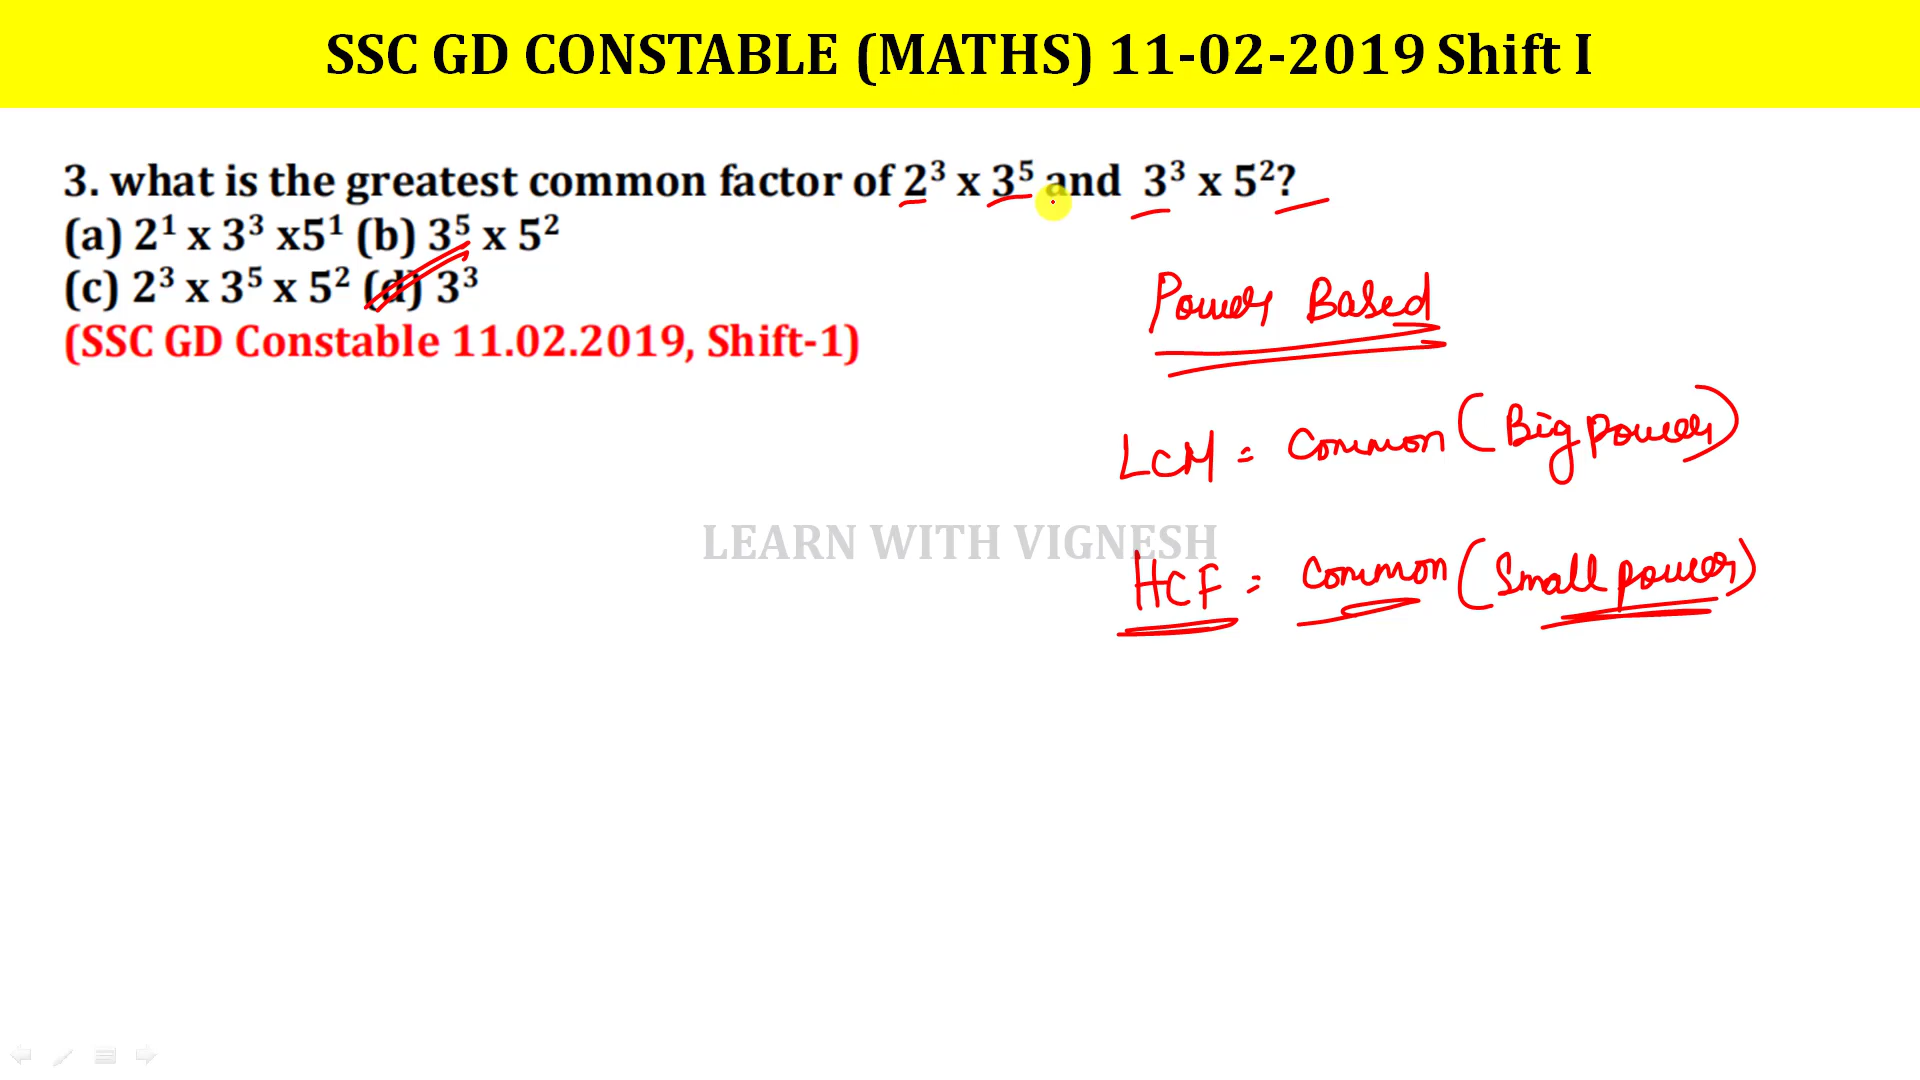 SSC GD CONSTABLE (MATHS) 11-02-2019 Shift I
3. what is the greatest common factor of 2³ x 3⁵ and 3³ x 5²?
(a) 2¹ x 3³ x5¹ (b) 3⁵ x 5²
(c) 2³ x 3⁵ x 5² (d) 3³
(SSC GD Constable 11.02.2019, Shift-1)
Power Based
LCM = Common (Big power)
LEARN WITH VIGNESH
HCF = Common (Small power)